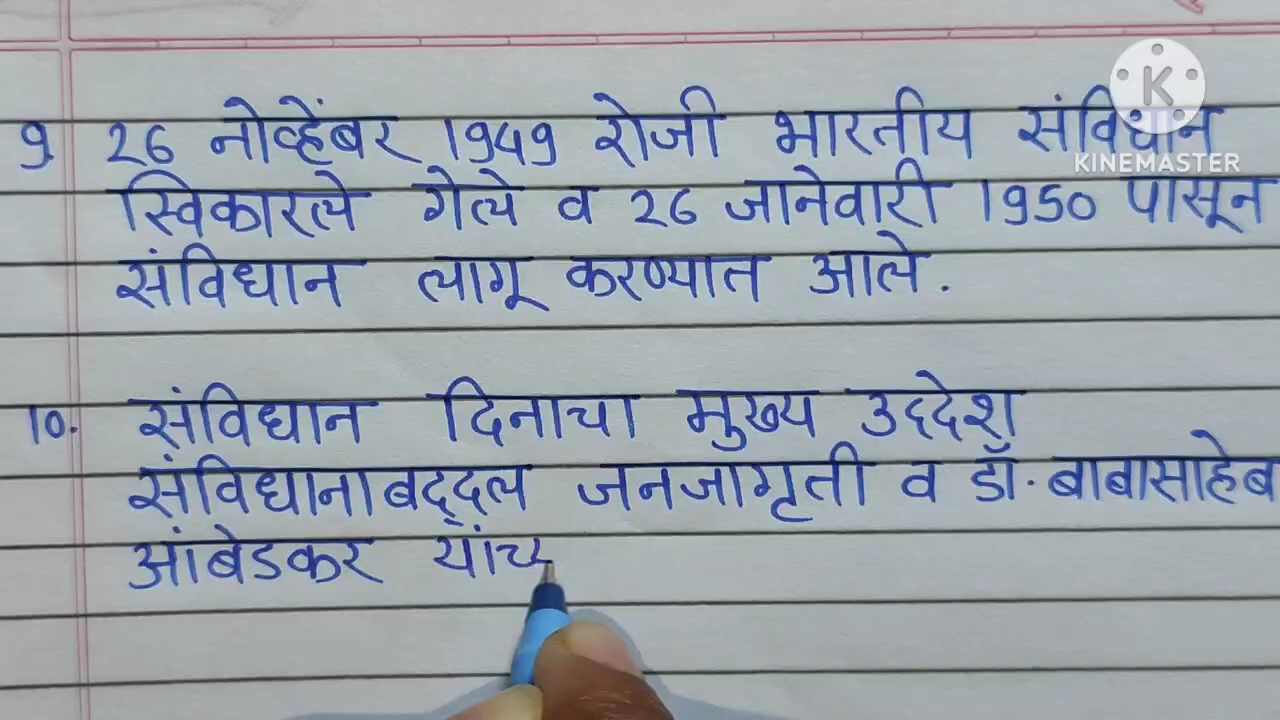 KINEMASTER
9 26 नोव्हेंबर 1949 रोजी भारतीय संविधान
स्विकारले गेले व 26 जानेवारी 1950 पासून
संविधान लागू करण्यात आले.
10. संविधान दिनाचा मुख्य उद्देश
संविधानाबद्दल जनजागृती व डॉ. बाबासाहेब
आंबेडकर यांच